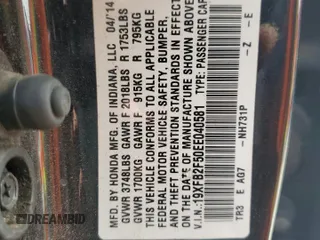 MFD. BY HONDA MFG. OF INDIANA, LLC 04/14
GVWR 3748LBS GAWR F 2018LBS R 1753LBS
GVWR 1700KG GAWR F 915KG R 795KG
THIS VEHICLE CONFORMS TO ALL APPLICABLE
FEDERAL MOTOR VEHICLE SAFETY, BUMPER,
AND THEFT PREVENTION STANDARDS IN EFFECT
ON THE DATE OF MANUFACTURE SHOWN ABOVE.
V.I.N.: 19XFB2F50EE040581 TYPE: PASSENGER CAR
NH731P - Z - E
TR3 E A07
DREAMBID